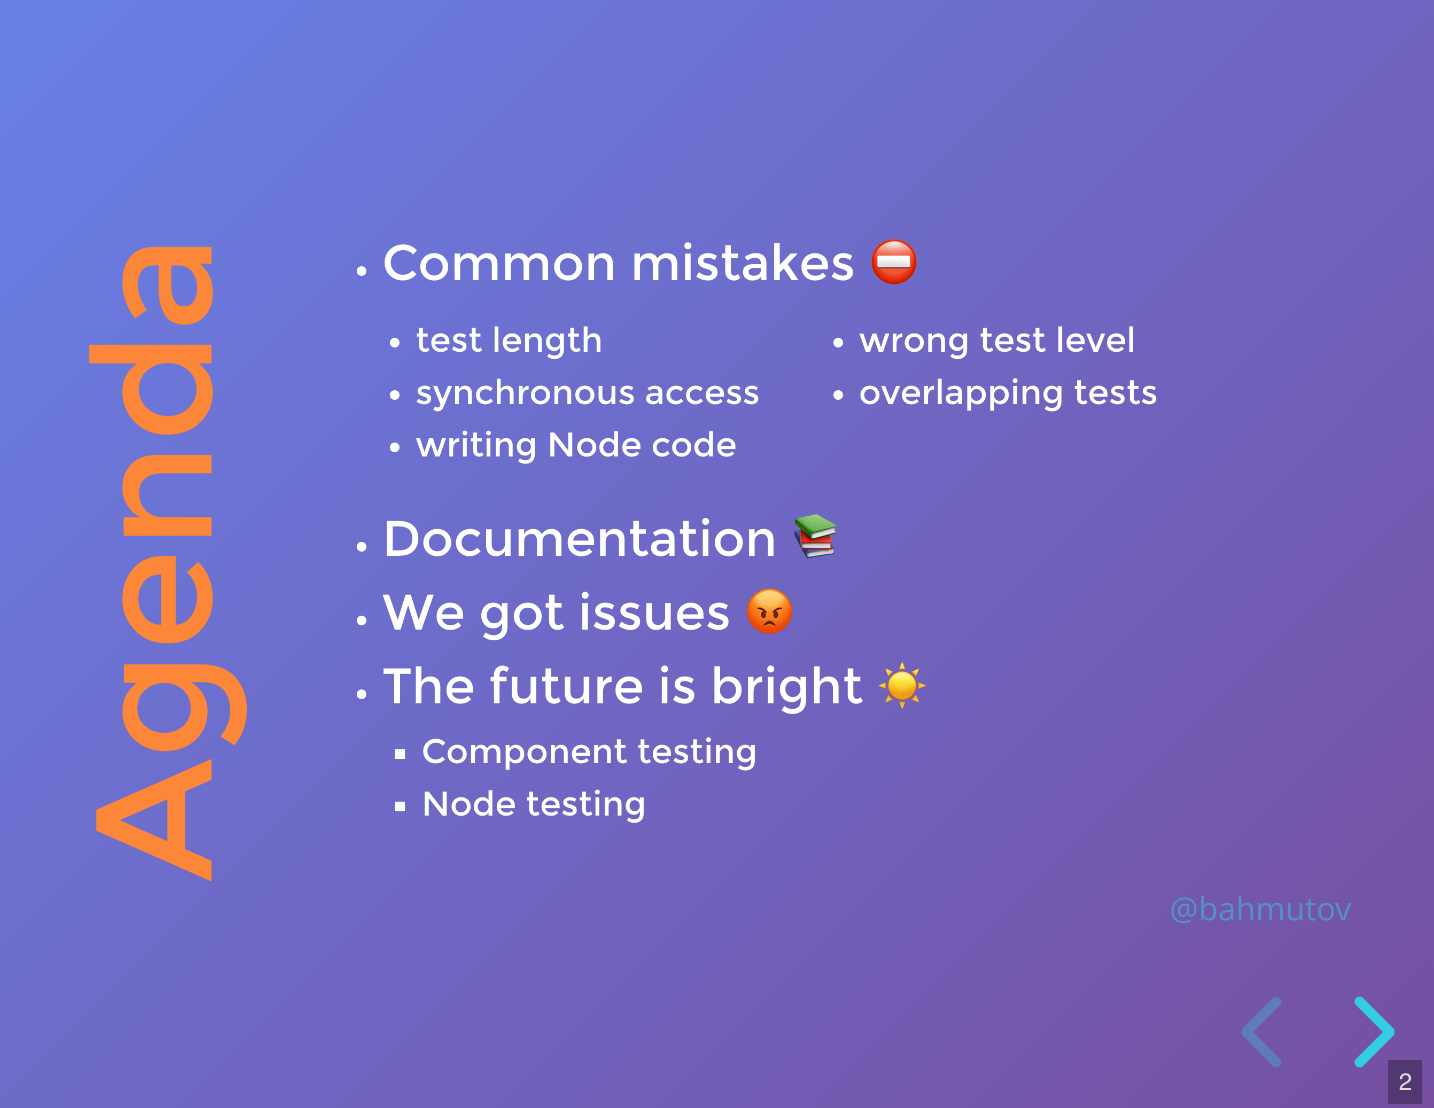 Agenda
Common mistakes ⛔
test length
synchronous access
writing Node code
wrong test level
overlapping tests
Documentation 📚
We got issues 😡
The future is bright ☀️
Component testing
Node testing
@bahmutov
2